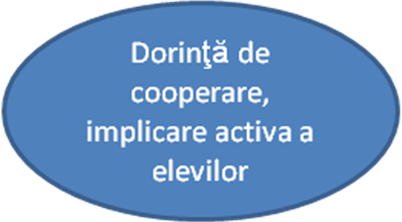 Dorinţă de
cooperare,
implicare activa a
elevilor